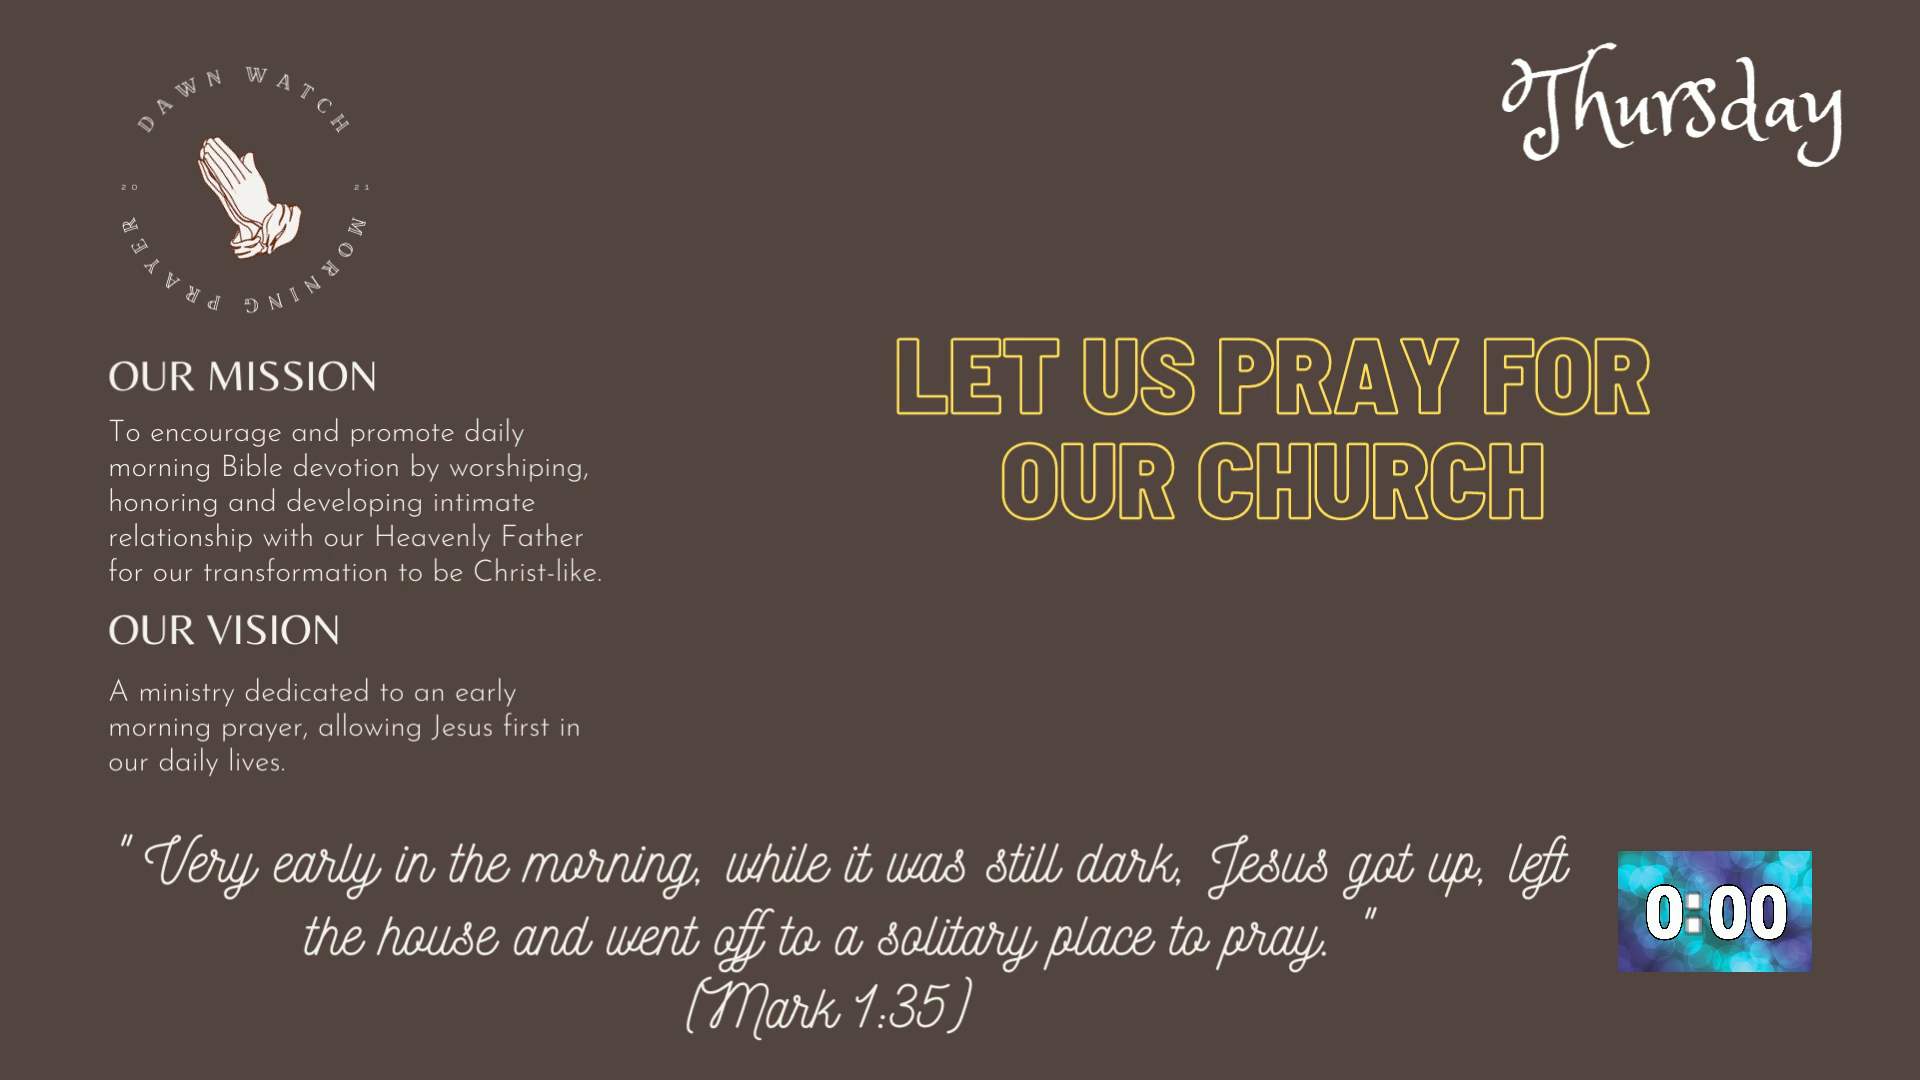 DAWN WATCH
20 21
MORNING PRAYER
Thursday
OUR MISSION
To encourage and promote daily
morning Bible devotion by worshiping,
honoring and developing intimate
relationship with our Heavenly Father
for our transformation to be Christ-like.
OUR VISION
A ministry dedicated to an early
morning prayer, allowing Jesus first in
our daily lives.
LET US PRAY FOR
OUR CHURCH
" Very early in the morning, while it was still dark, Jesus got up, left
the house and went off to a solitary place to pray. "
(Mark 1:35)
0:00